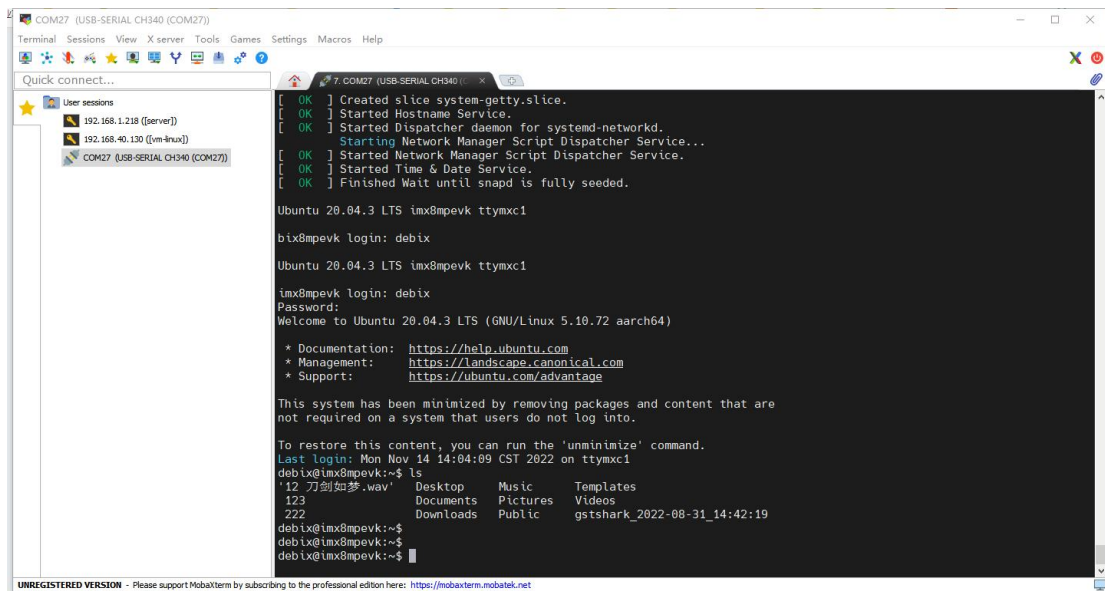 COM27 (USB-SERIAL CH340 (COM27))
Terminal Sessions View X server Tools Games Settings Macros Help
Quick connect...
7. COM27 (USB-SERIAL CH340 (
User sessions
192.168.1.218 ([server])
192.168.40.130 ([vm-linux])
COM27 (USB-SERIAL CH340 (COM27))
[ OK ] Created slice system-getty.slice.
[ OK ] Started Hostname Service.
[ OK ] Started Dispatcher daemon for systemd-networkd.
Starting Network Manager Script Dispatcher Service...
[ OK ] Started Network Manager Script Dispatcher Service.
[ OK ] Started Time & Date Service.
[ OK ] Finished Wait until snapd is fully seeded.
Ubuntu 20.04.3 LTS imx8mpevk ttymxc1
bix8mpevk login: debix
Ubuntu 20.04.3 LTS imx8mpevk ttymxc1
imx8mpevk login: debix
Password:
Welcome to Ubuntu 20.04.3 LTS (GNU/Linux 5.10.72 aarch64)
* Documentation: https://help.ubuntu.com
* Management: https://landscape.canonical.com
* Support: https://ubuntu.com/advantage
This system has been minimized by removing packages and content that are
not required on a system that users do not log into.
To restore this content, you can run the 'unminimize' command.
Last login: Mon Nov 14 14:04:09 CST 2022 on ttymxc1
debix@imx8mpevk:~$ ls
'12 刀剑如梦.wav' Desktop Music Templates
123 Documents Pictures Videos
222 Downloads Public gstshark_2022-08-31_14:42:19
debix@imx8mpevk:~$
debix@imx8mpevk:~$
debix@imx8mpevk:~$
UNREGISTERED VERSION - Please support MobaXterm by subscribing to the professional edition here: https://mobaxterm.mobatek.net